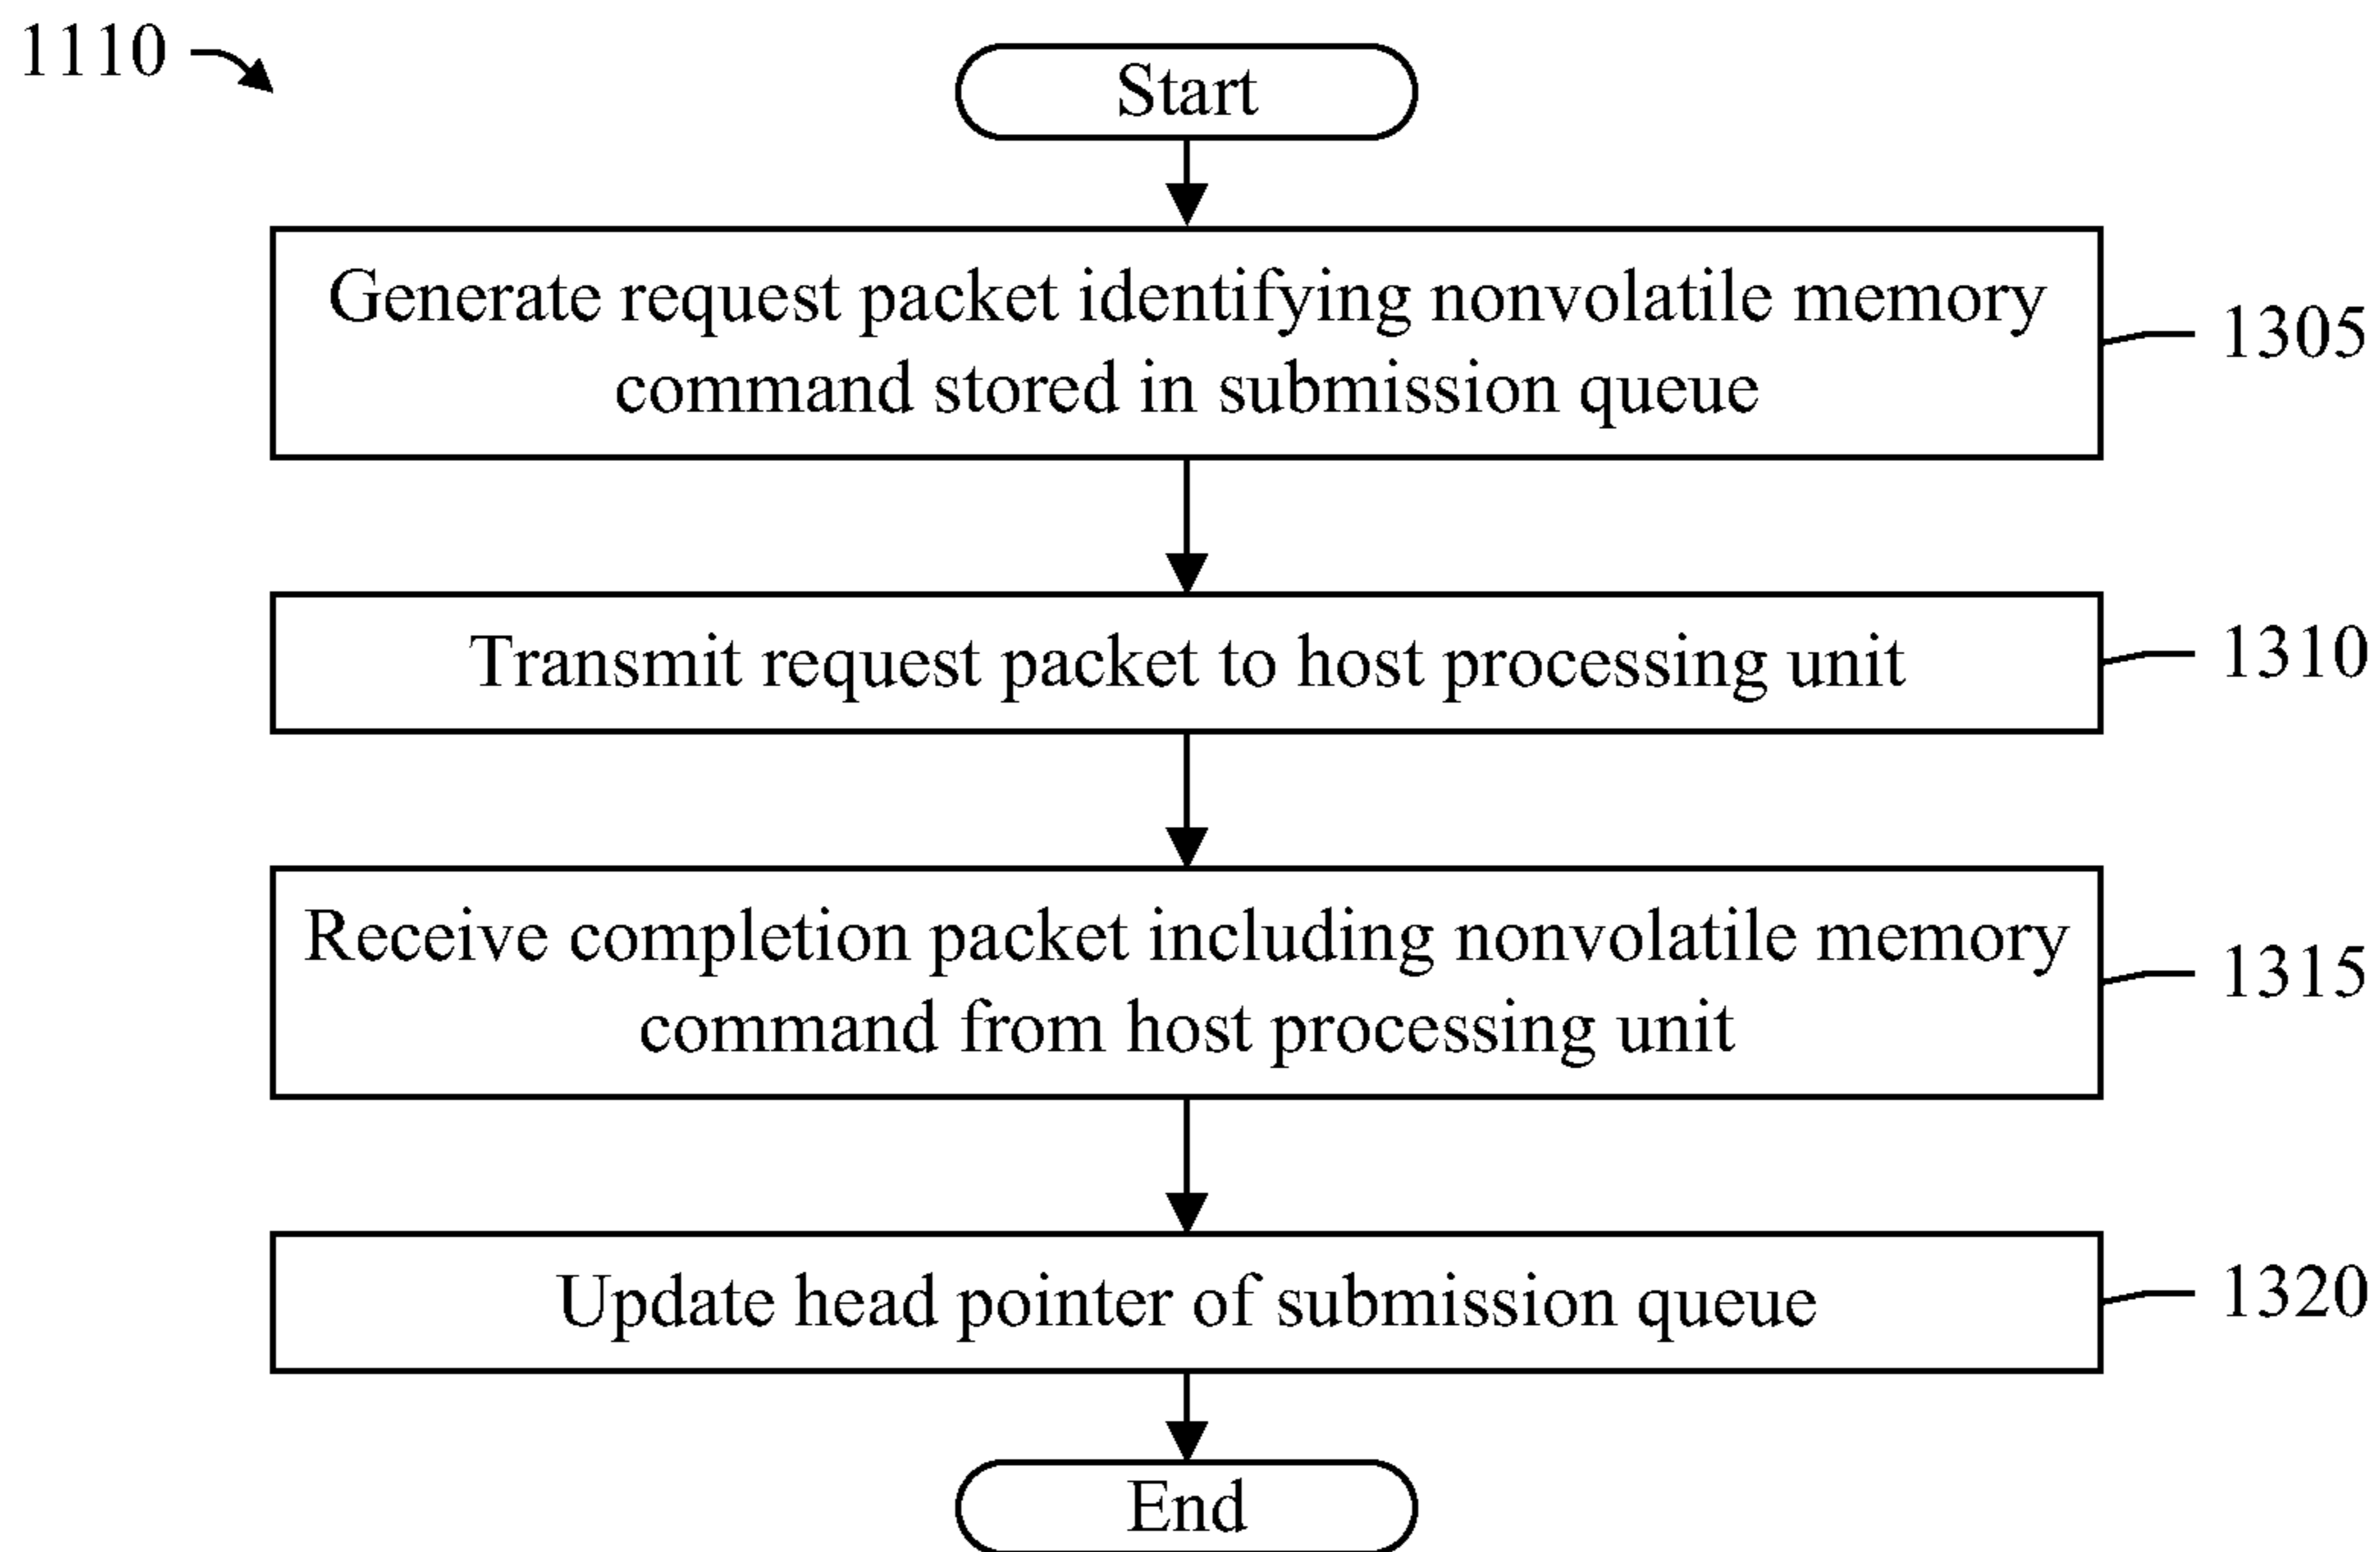 1110
Start
Generate request packet identifying nonvolatile memory
command stored in submission queue
1305
Transmit request packet to host processing unit
1310
Receive completion packet including nonvolatile memory
command from host processing unit
1315
Update head pointer of submission queue
1320
End